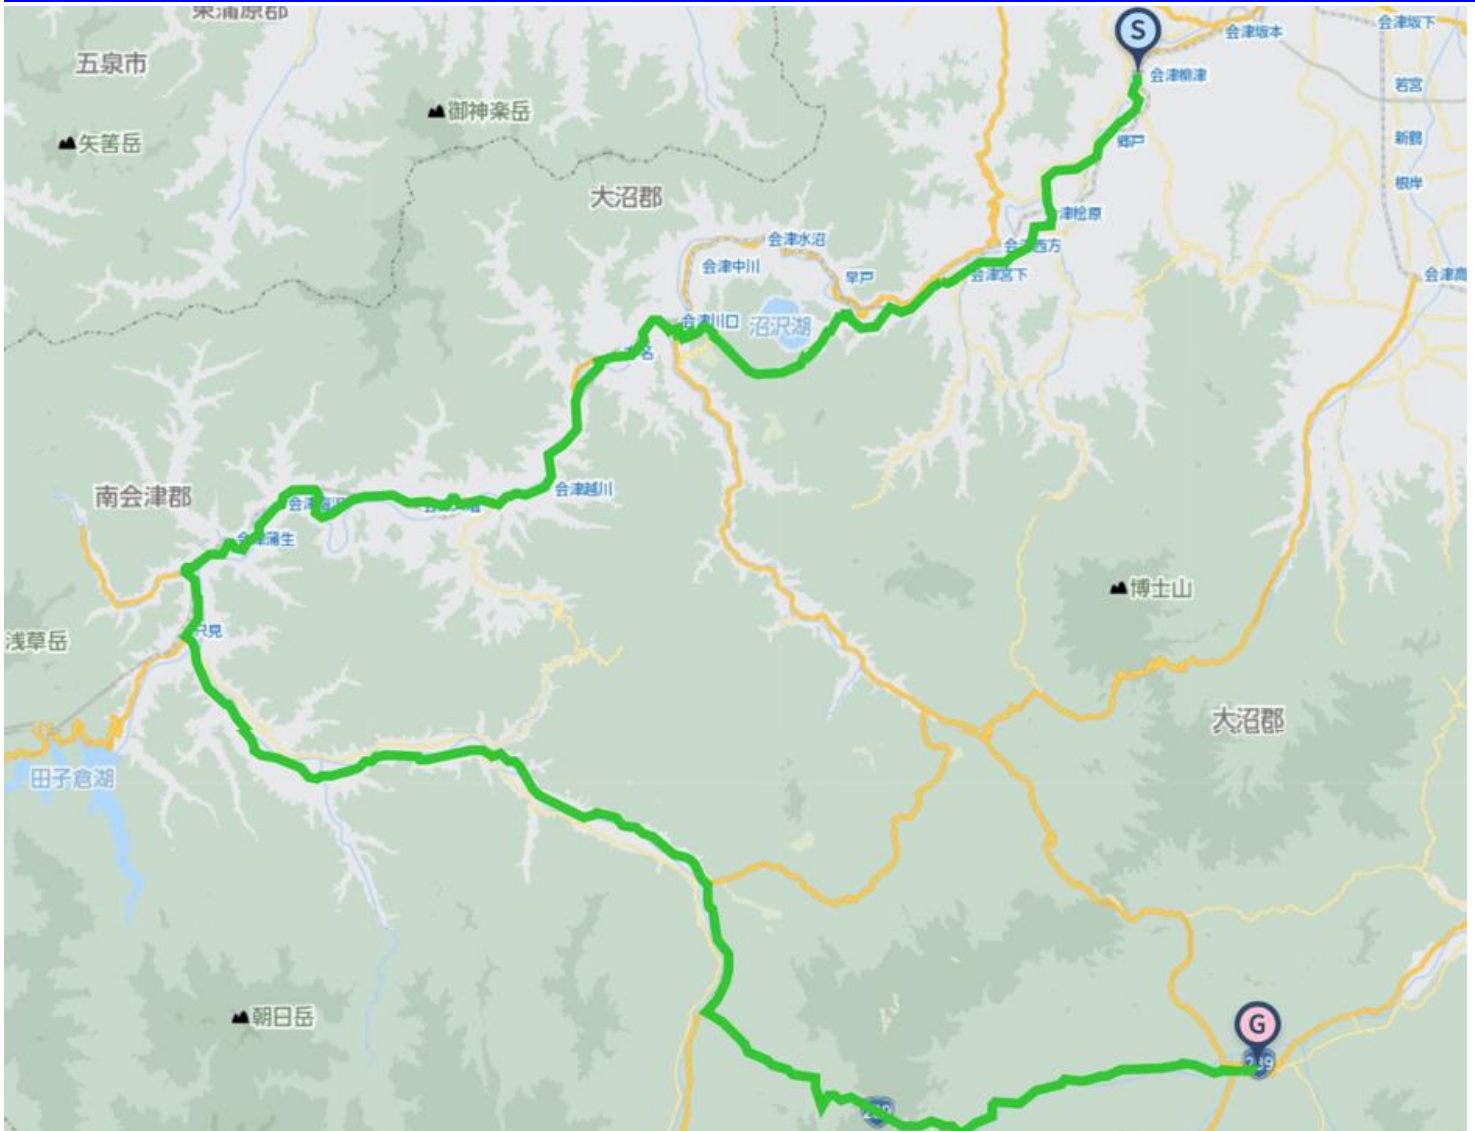 東蒲原郡
S
会津坂本
会津坂下
五泉市
会津柳津
若宮
御神楽岳
矢筈岳
郷戸
新鶴
大沼郡
根岸
津桧原
会津水沼
会津西方
会津中川
早戸
会津宮下
会津高
会津川口
沼沢湖
名
会津越川
南会津郡
会津蒲生
博士山
只見
浅草岳
大沼郡
田子倉湖
朝日岳
G
289